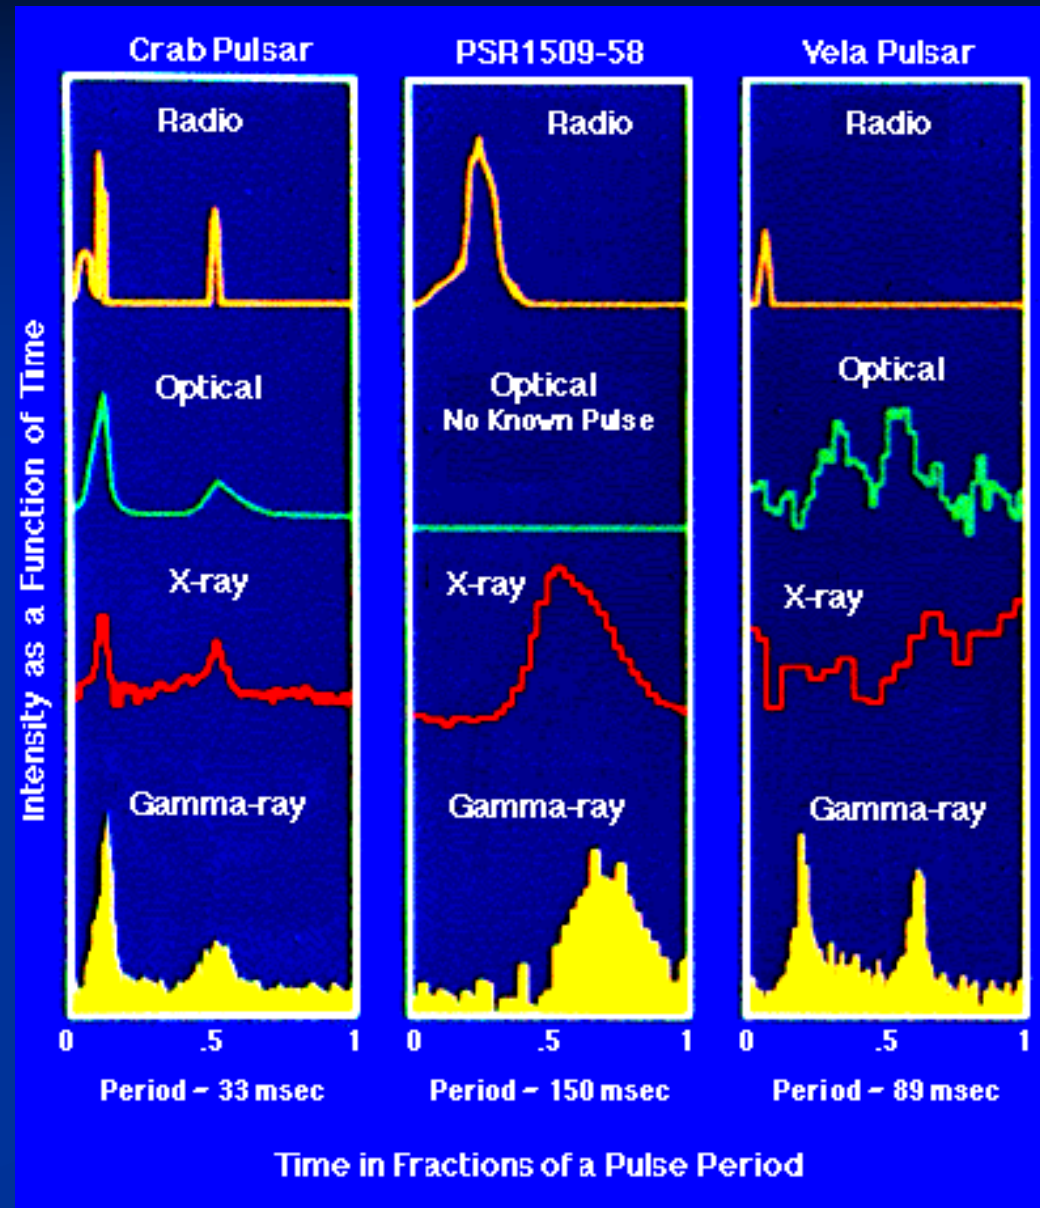 Crab Pulsar
PSR1509-58
Vela Pulsar
Radio
Radio
Radio
Optical
Optical
No Known Pulse
Optical
X-ray
X-ray
X-ray
Gamma-ray
Gamma-ray
Gamma-ray
Intensity as a Function of Time
0 .5 1
0 .5 1
0 .5 1
Period ~ 33 msec
Period ~ 150 msec
Period ~ 89 msec
Time in Fractions of a Pulse Period